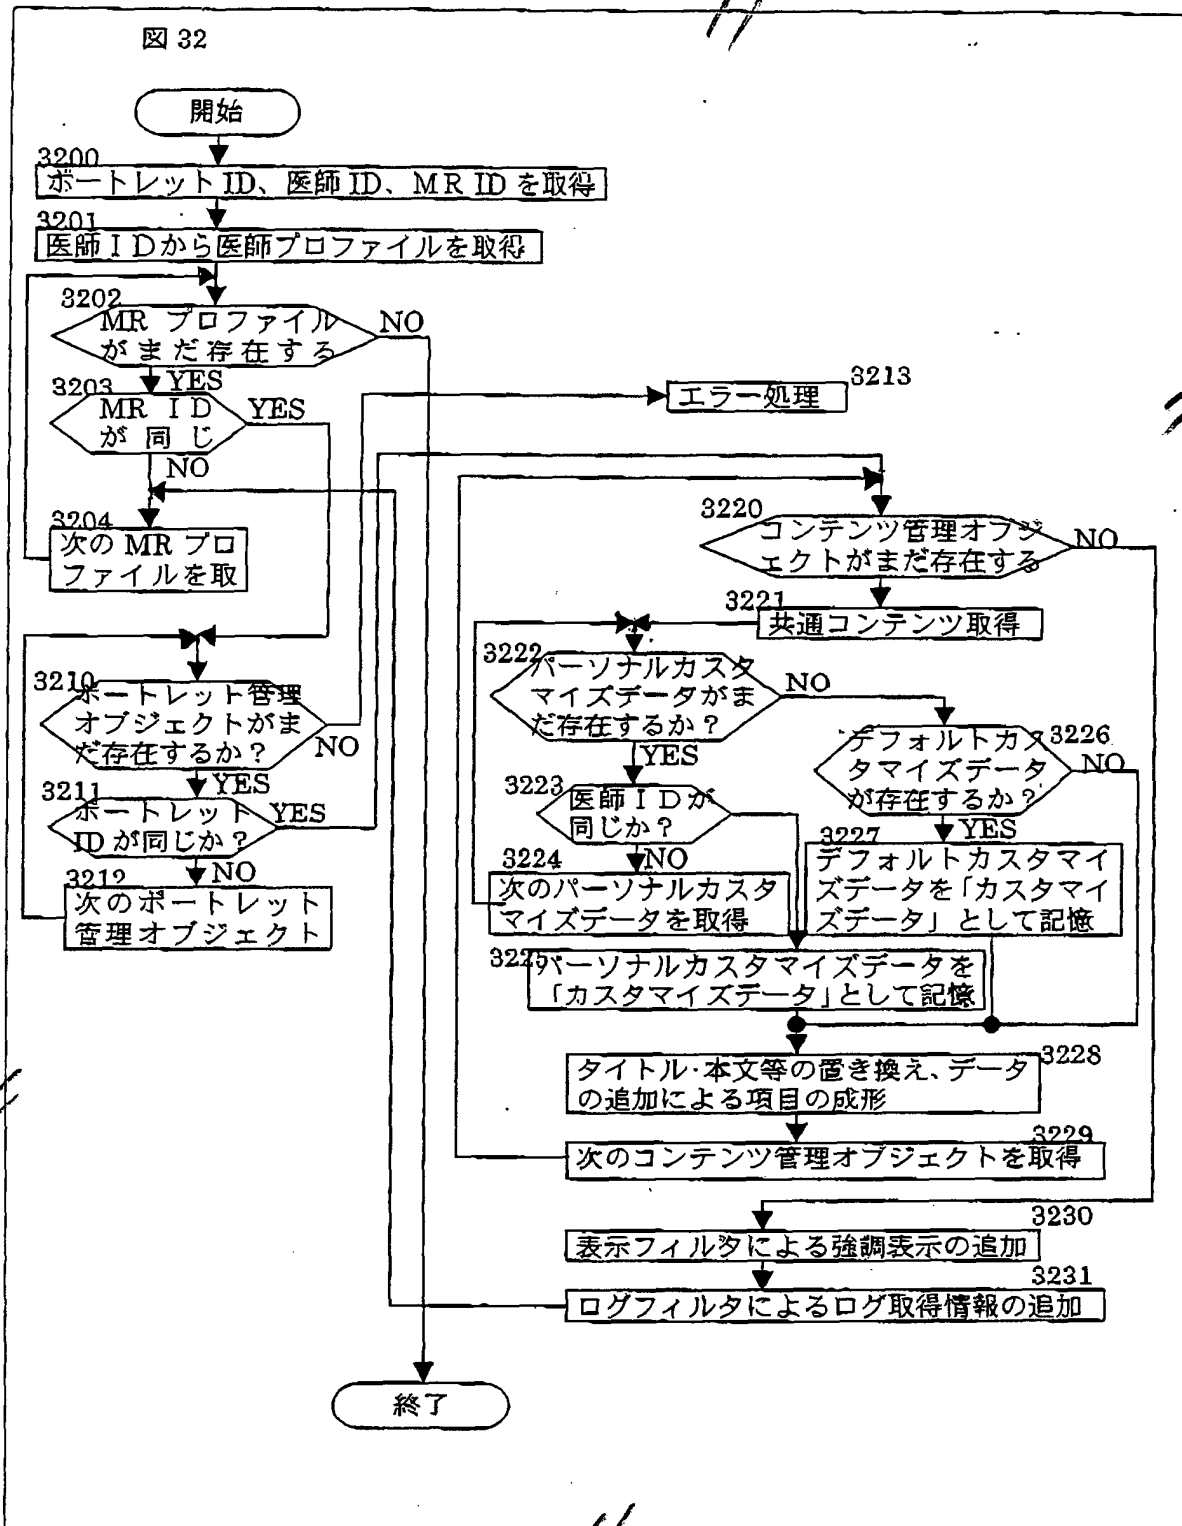 図 32
開始
3200
ポートレット ID、医師 ID、MR ID を取得
3201
医師ＩＤから医師プロファイルを取得
3202
MR プロファイル
がまだ存在する
NO
YES
3203
MR ＩＤ
が同じ
YES
NO
3204
次の MR プロ
ファイルを取
3210
ポートレット管理
オブジェクトがま
だ存在するか？
NO
YES
3211
ポートレット
ID が同じか？
YES
NO
3212
次のポートレット
管理オブジェクト
3213
エラー処理
3220
コンテンツ管理オブジ
ェクトがまだ存在する
NO
3221
共通コンテンツ取得
3222
パーソナルカスタ
マイズデータがま
だ存在するか？
NO
YES
3223
医師ＩＤが
同じか？
NO
3224
次のパーソナルカスタ
マイズデータを取得
3226
デフォルトカス
タマイズデータ
が存在するか？
NO
YES
3227
デフォルトカスタマイ
ズデータを「カスタマイ
ズデータ」として記憶
3225
パーソナルカスタマイズデータを
「カスタマイズデータ」として記憶
3228
タイトル・本文等の置き換え、データ
の追加による項目の成形
3229
次のコンテンツ管理オブジェクトを取得
3230
表示フィルタによる強調表示の追加
3231
ログフィルタによるログ取得情報の追加
終了